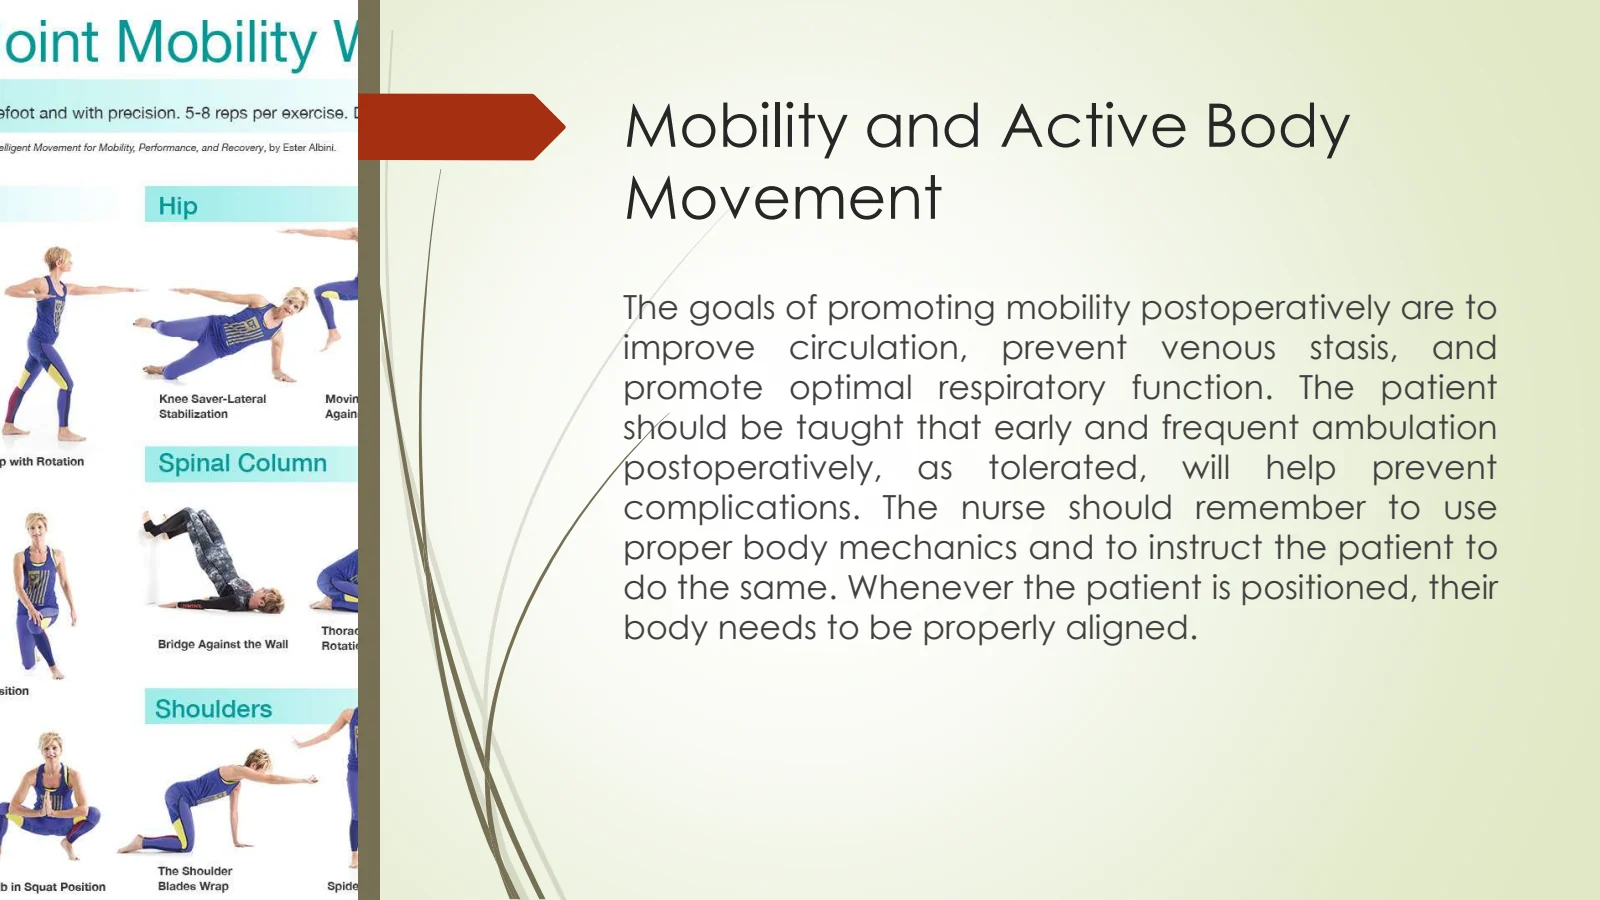 oint Mobility
efoot and with precision. 5-8 reps per exercise.
elligent Movement for Mobility, Performance, and Recovery, by Ester Albini.
Hip
Knee Saver-Lateral
Stabilization
Movin
Again
p with Rotation
Spinal Column
Bridge Against the Wall
Thorac
Rotatio
sition
Shoulders
b in Squat Position
The Shoulder
Blades Wrap
Spide
Mobility and Active Body
Movement
The goals of promoting mobility postoperatively are to
improve circulation, prevent venous stasis, and
promote optimal respiratory function. The patient
should be taught that early and frequent ambulation
postoperatively, as tolerated, will help prevent
complications. The nurse should remember to use
proper body mechanics and to instruct the patient to
do the same. Whenever the patient is positioned, their
body needs to be properly aligned.